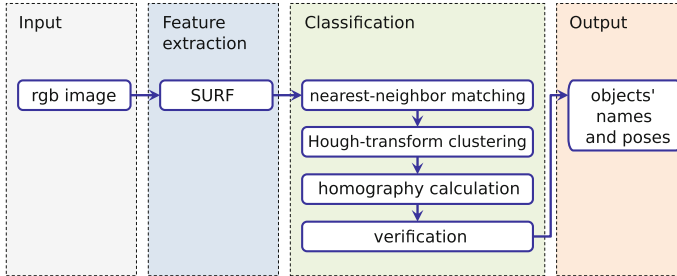 Input
rgb image
Feature
extraction
SURF
Classification
nearest-neighbor matching
Hough-transform clustering
homography calculation
verification
Output
objects'
names
and poses